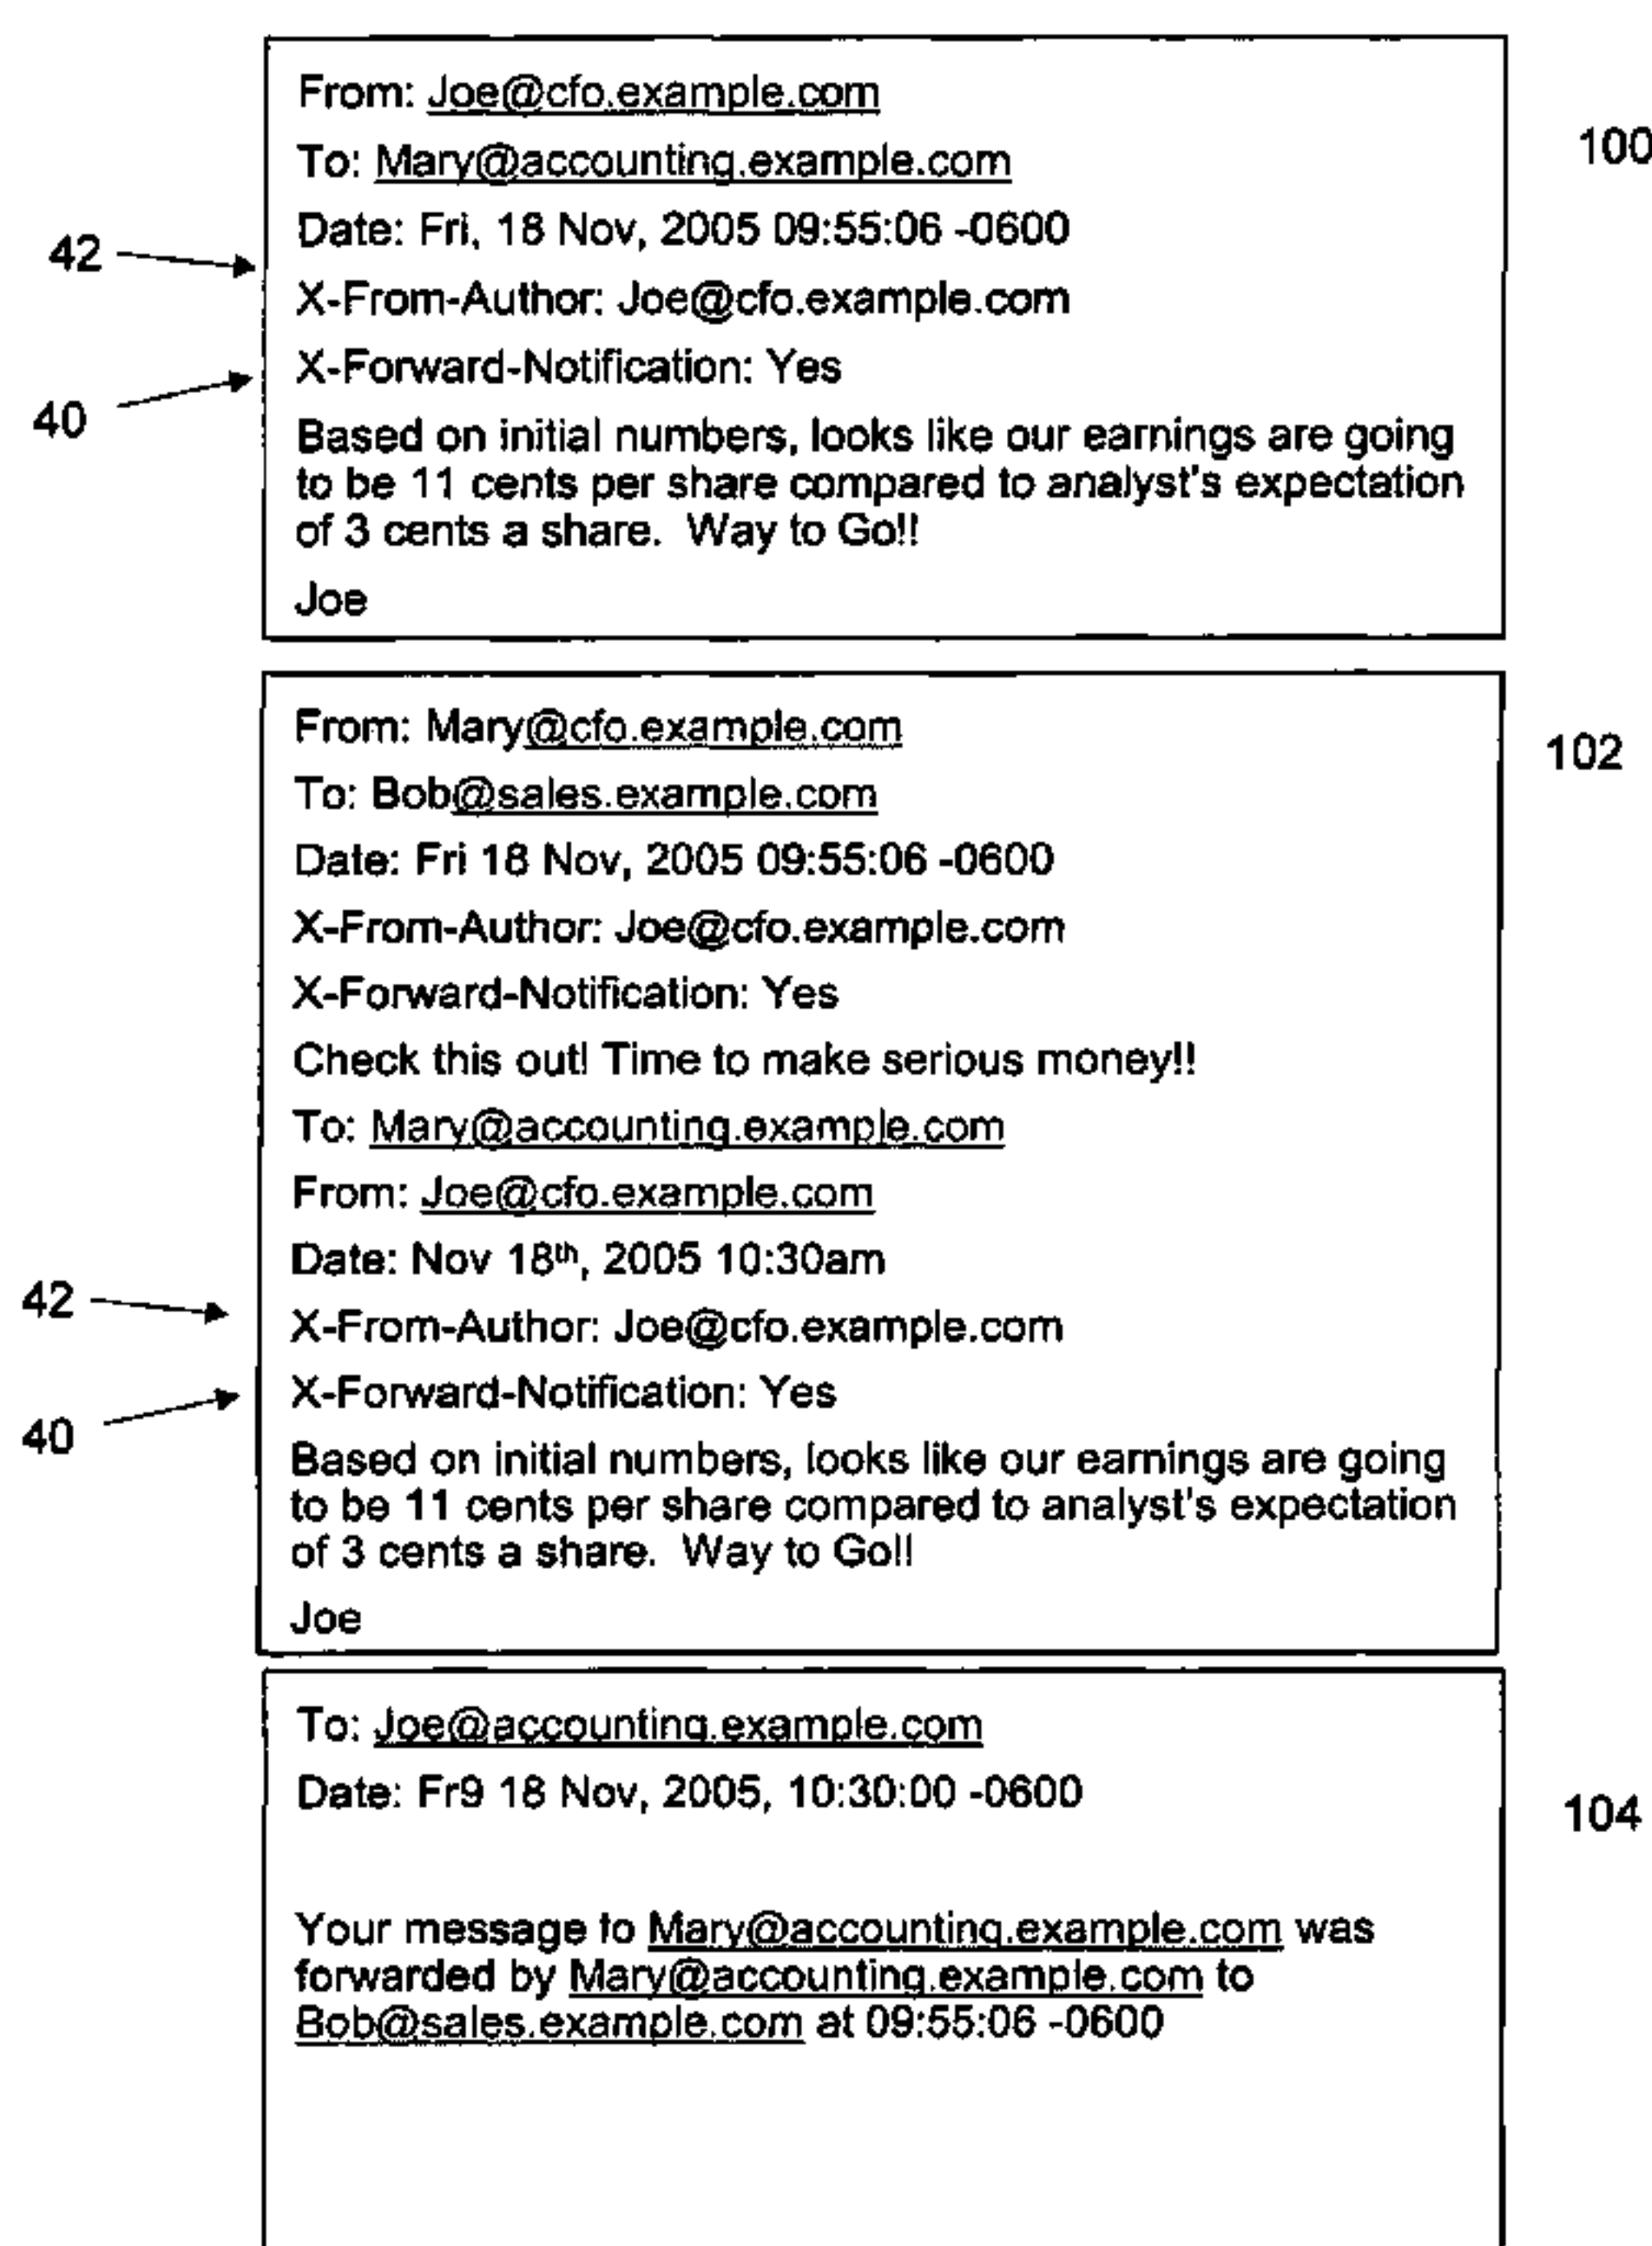 From: Joe@cfo.example.com
To: Mary@accounting.example.com
100
Date: Fri, 18 Nov, 2005 09:55:06 -0600
42
X-From-Author: Joe@cfo.example.com
X-Forward-Notification: Yes
40
Based on initial numbers, looks like our earnings are going
to be 11 cents per share compared to analyst's expectation
of 3 cents a share. Way to Go!!
Joe
From: Mary@cfo.example.com
102
To: Bob@sales.example.com
Date: Fri 18 Nov, 2005 09:55:06 -0600
X-From-Author: Joe@cfo.example.com
X-Forward-Notification: Yes
Check this out! Time to make serious money!!
To: Mary@accounting.example.com
From: Joe@cfo.example.com
Date: Nov 18th, 2005 10:30am
42
X-From-Author: Joe@cfo.example.com
X-Forward-Notification: Yes
40
Based on initial numbers, looks like our earnings are going
to be 11 cents per share compared to analyst's expectation
of 3 cents a share. Way to Go!!
Joe
To: Joe@accounting.example.com
Date: Fr9 18 Nov, 2005, 10:30:00 -0600
104
Your message to Mary@accounting.example.com was
forwarded by Mary@accounting.example.com to
Bob@sales.example.com at 09:55:06 -0600